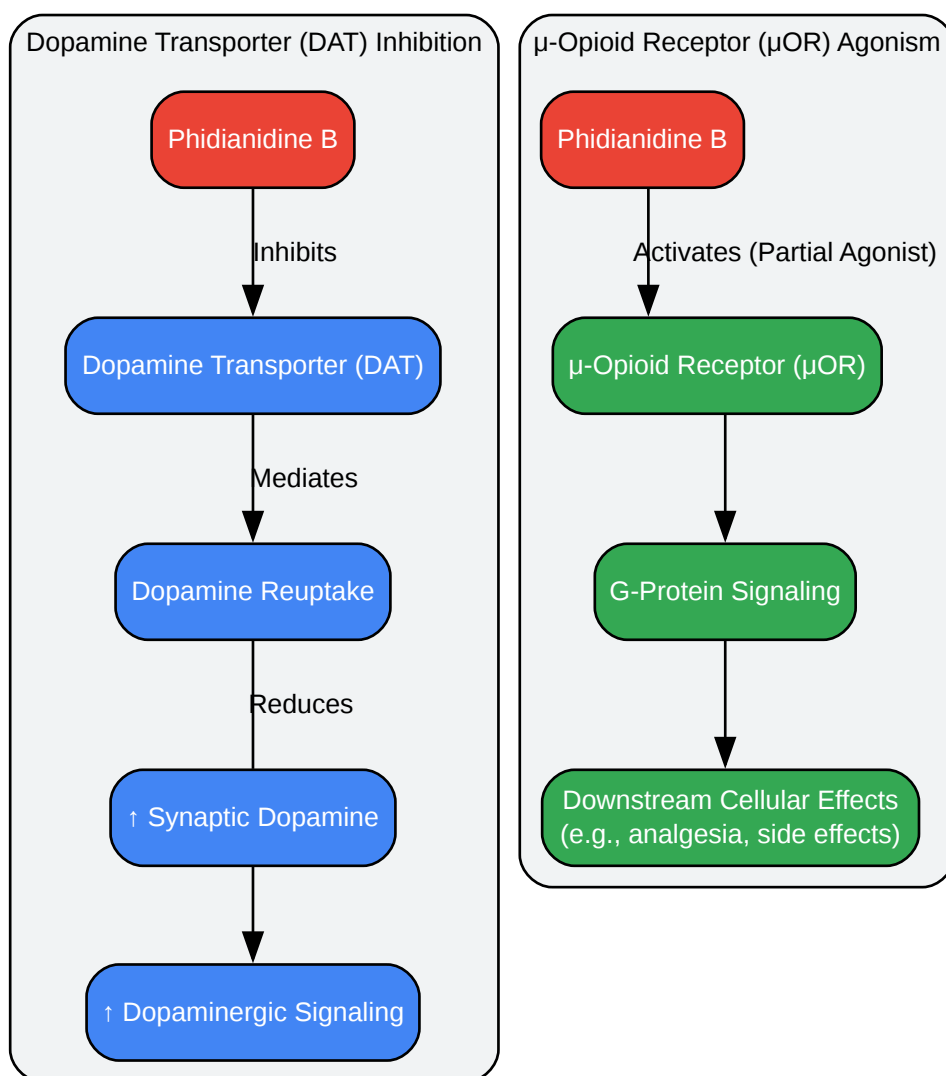 Dopamine Transporter (DAT) Inhibition
Phidianidine B
Inhibits
Dopamine Transporter (DAT)
Mediates
Dopamine Reuptake
Reduces
↑ Synaptic Dopamine
↑ Dopaminergic Signaling
μ-Opioid Receptor (μOR) Agonism
Phidianidine B
Activates (Partial Agonist)
μ-Opioid Receptor (μOR)
G-Protein Signaling
Downstream Cellular Effects
(e.g., analgesia, side effects)